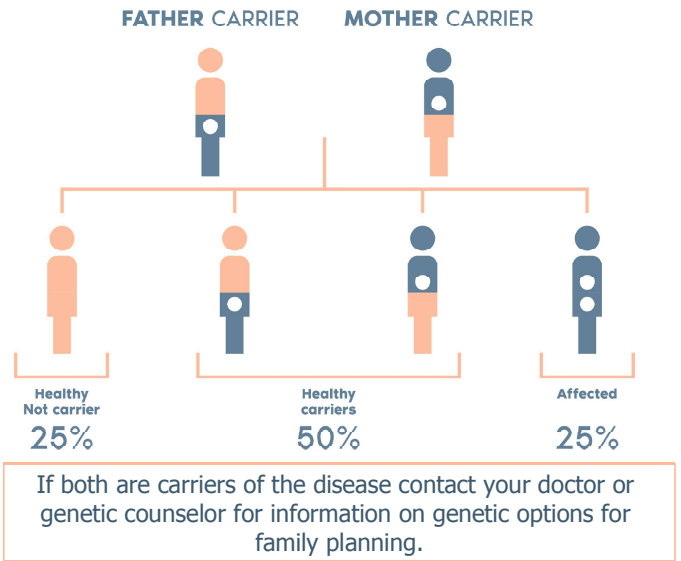 FATHER CARRIER
MOTHER CARRIER
Healthy
Not carrier
25%
Healthy
carriers
50%
Affected
25%
If both are carriers of the disease contact your doctor or
genetic counselor for information on genetic options for
family planning.